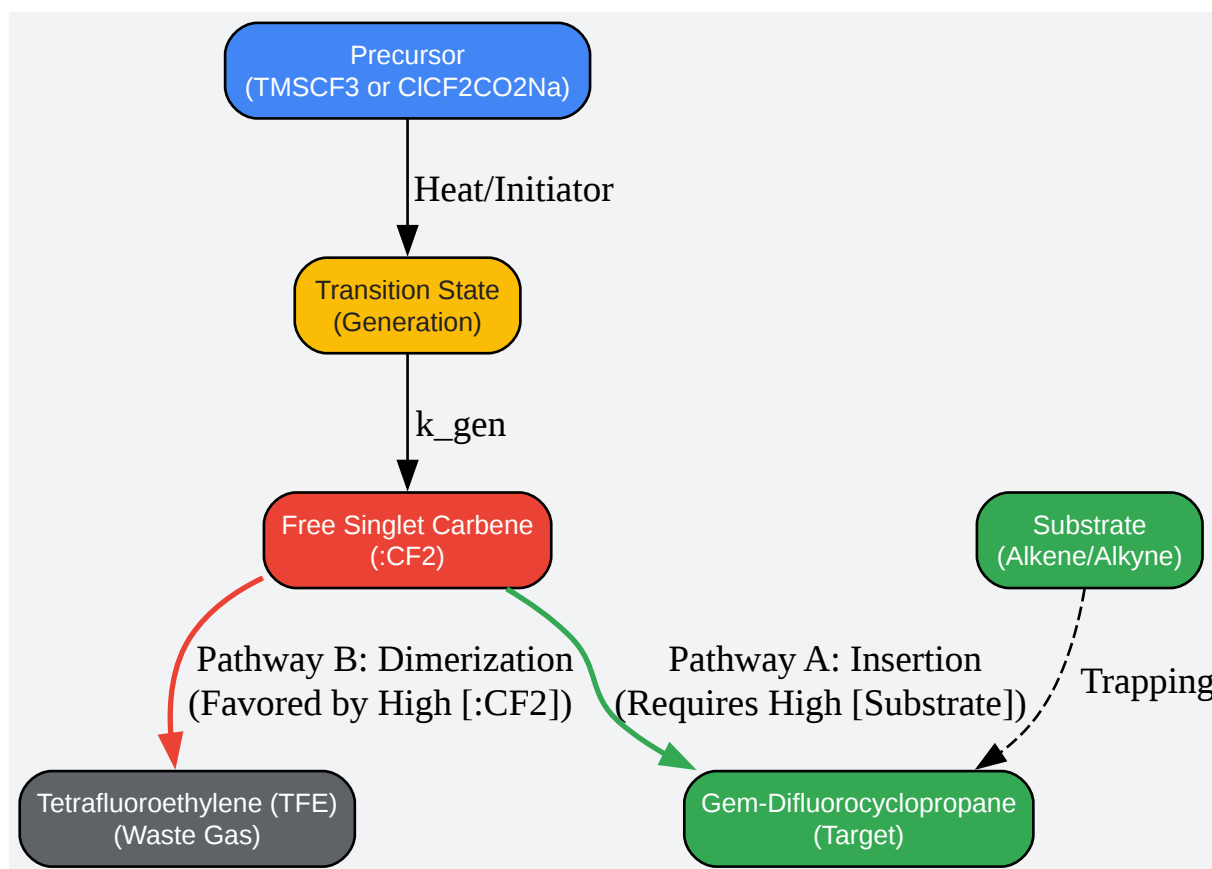 Precursor
(TMSCF3 or ClCF2CO2Na)
Heat/Initiator
Transition State
(Generation)
k_gen
Free Singlet Carbene
(:CF2)
Substrate
(Alkene/Alkyne)
Pathway B: Dimerization
(Favored by High [:CF2])
Pathway A: Insertion
(Requires High [Substrate])
Trapping
Tetrafluoroethylene (TFE)
(Waste Gas)
Gem-Difluorocyclopropane
(Target)